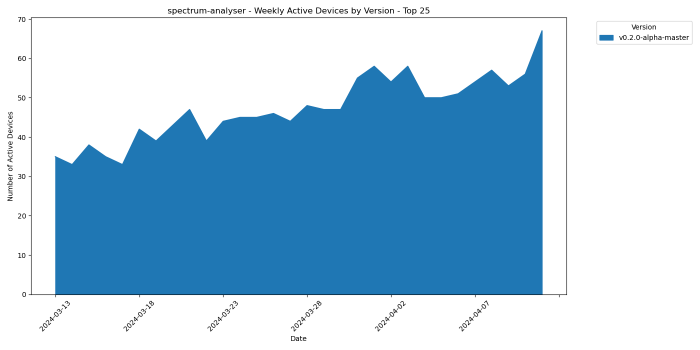 spectrum-analyser - Weekly Active Devices by Version - Top 25
Version
v0.2.0-alpha-master
Number of Active Devices
70
60
50
40
30
20
10
0
2024-03-13
2024-03-18
2024-03-23
2024-03-28
2024-04-02
2024-04-07
Date